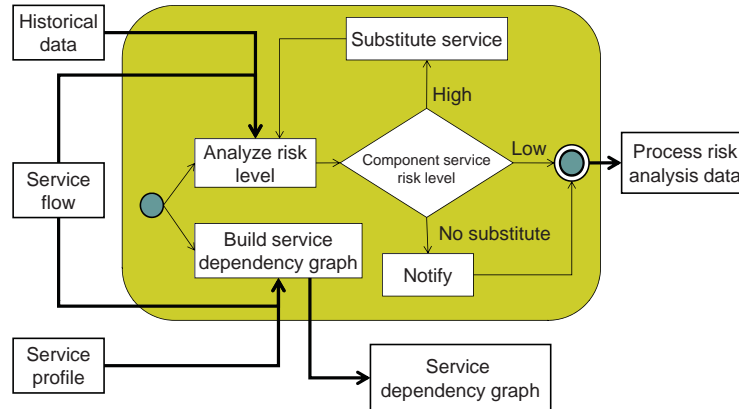 Historical
data
Substitute service
High
Analyze risk
level
Component service
risk level
Low
Process risk
analysis data
Service
flow
Build service
dependency graph
No substitute
Notify
Service
profile
Service
dependency graph